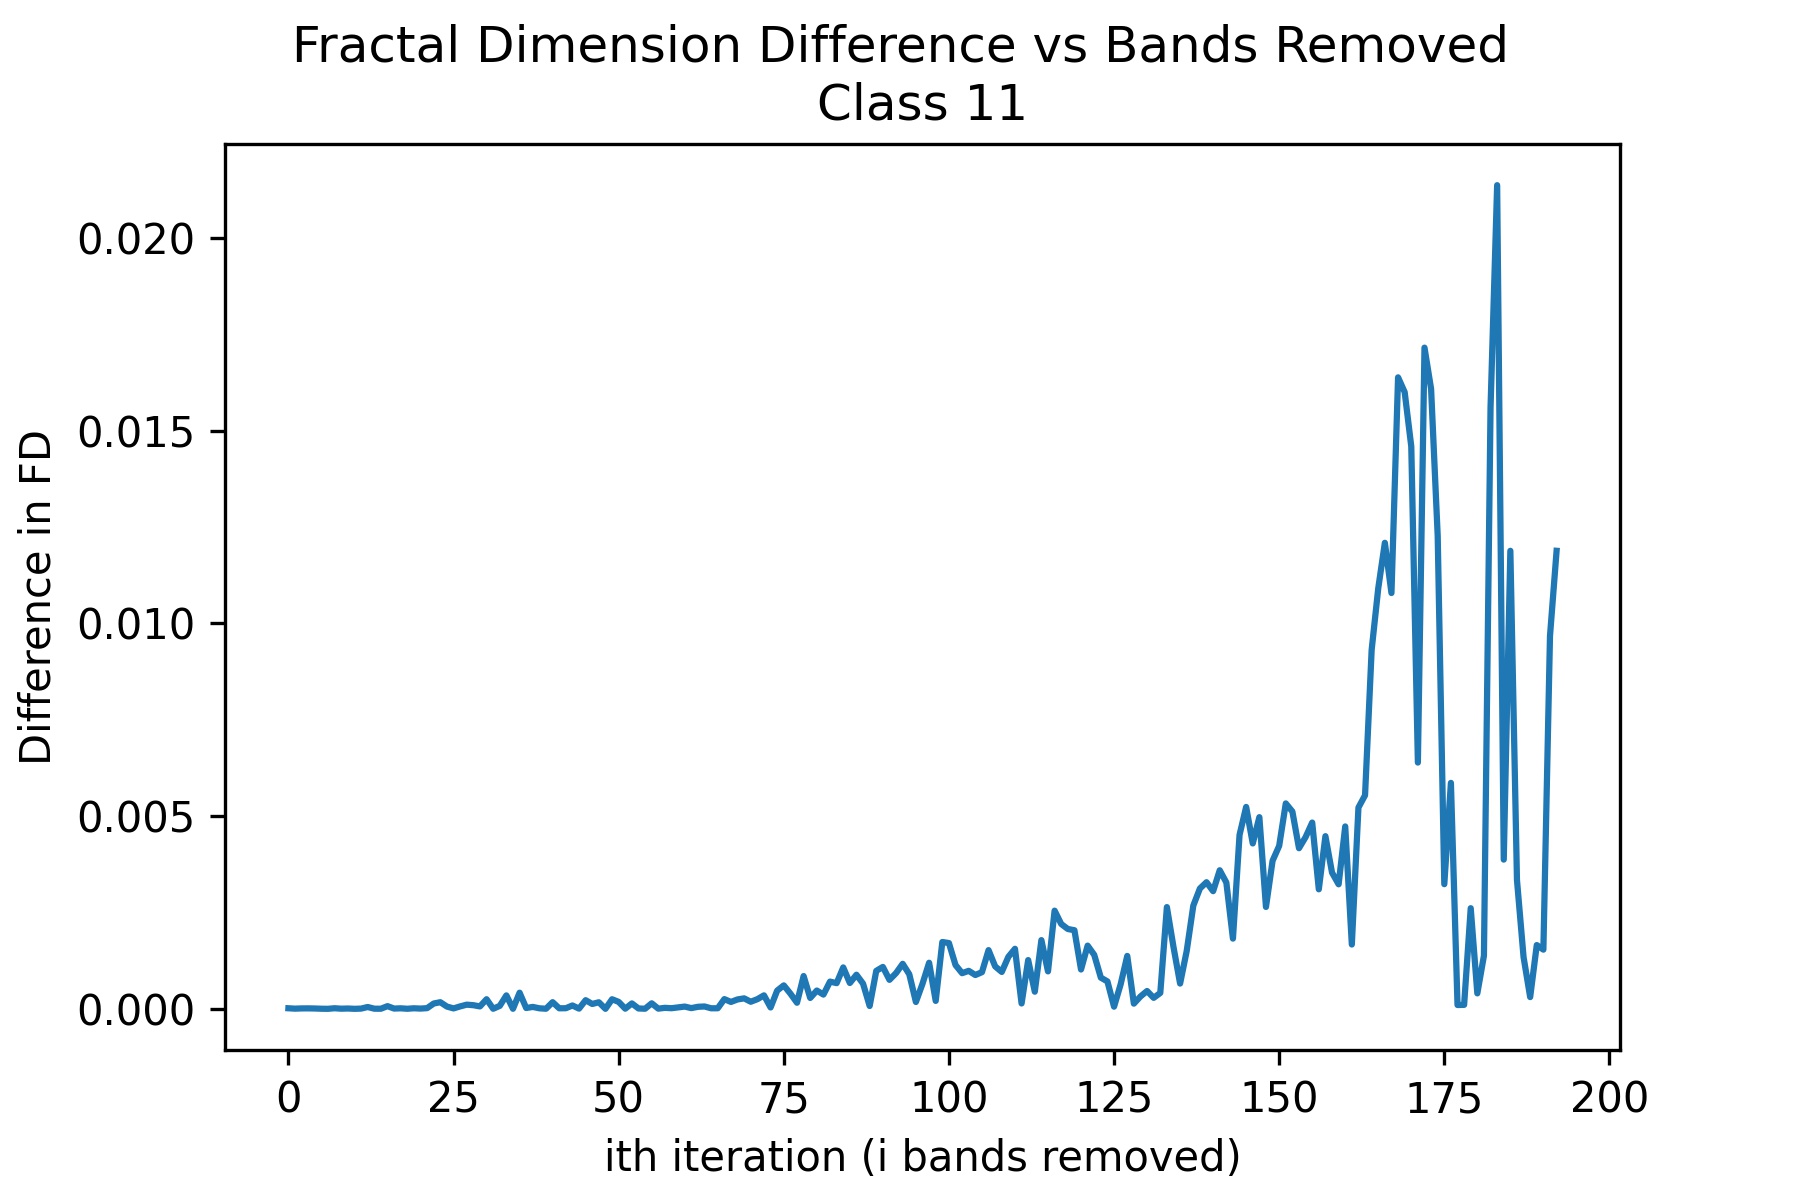 Fractal Dimension Difference vs Bands Removed
Class 11
0.020
0.015
0.010
0.005
0.000
Difference in FD
0 25 50 75 100 125 150 175 200
ith iteration (i bands removed)